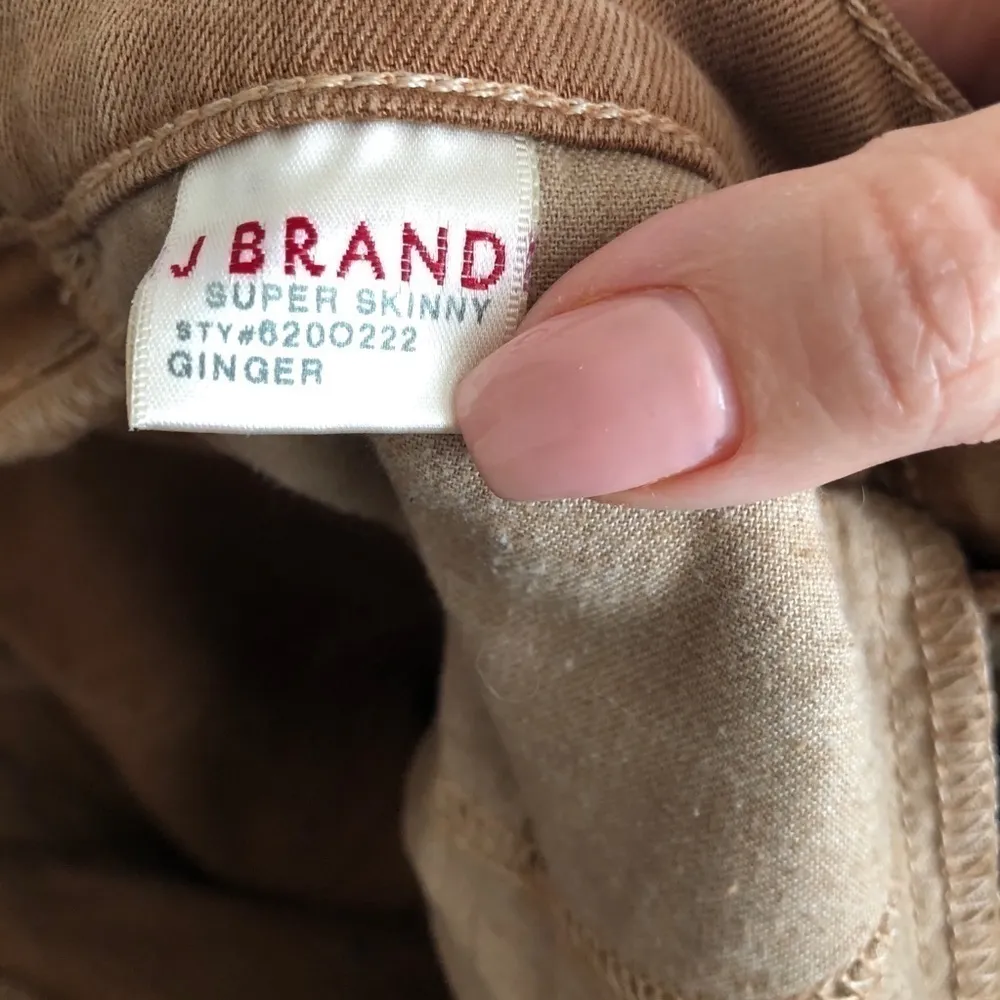 J BRAND
SUPER SKINNY
STY#620O222
GINGER